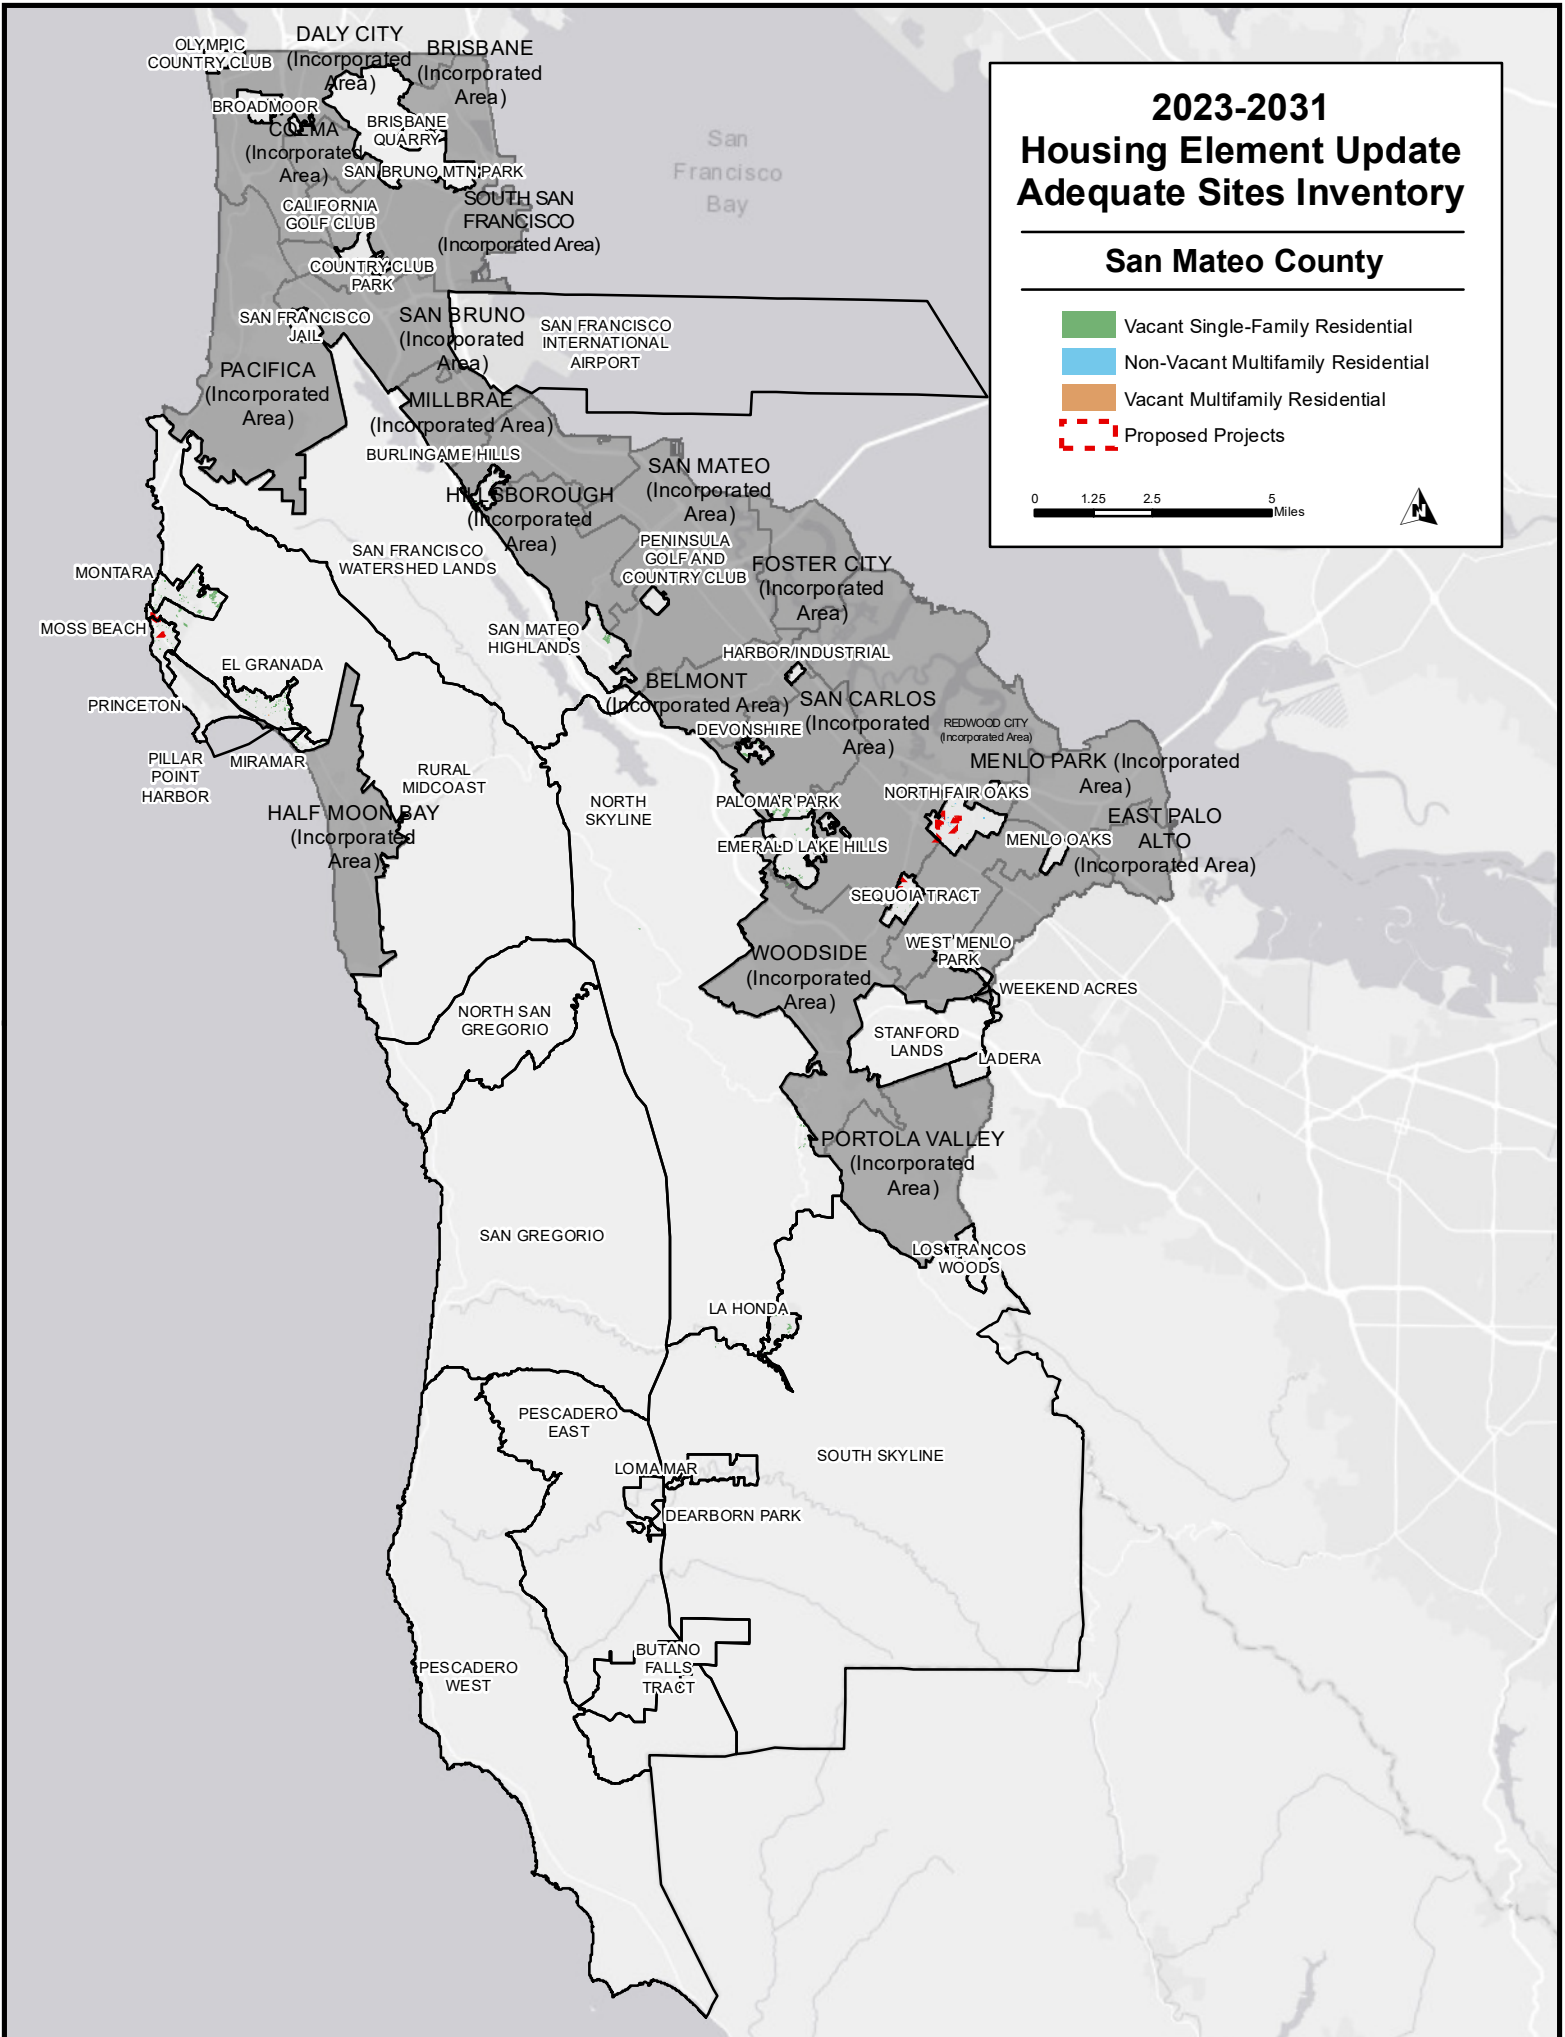 2023-2031
Housing Element Update
Adequate Sites Inventory
San Mateo County
Vacant Single-Family Residential
Non-Vacant Multifamily Residential
Vacant Multifamily Residential
Proposed Projects
0 1.25 2.5 5
Miles
N
San
Francisco
Bay
OLYMPIC
COUNTRY CLUB
DALY CITY
(Incorporated
Area)
BRISBANE
(Incorporated
Area)
BROADMOOR
COLMA
(Incorporated
Area)
BRISBANE
QUARRY
SAN BRUNO MTN PARK
CALIFORNIA
GOLF CLUB
SOUTH SAN
FRANCISCO
(Incorporated Area)
COUNTRY CLUB
PARK
SAN FRANCISCO
JAIL
SAN BRUNO
(Incorporated
Area)
SAN FRANCISCO
INTERNATIONAL
AIRPORT
PACIFICA
(Incorporated
Area)
MILLBRAE
(Incorporated Area)
BURLINGAME HILLS
HILLSBOROUGH
(Incorporated
Area)
SAN MATEO
(Incorporated
Area)
PENINSULA
GOLF AND
COUNTRY CLUB
FOSTER CITY
(Incorporated
Area)
SAN FRANCISCO
WATERSHED LANDS
MONTARA
MOSS BEACH
SAN MATEO
HIGHLANDS
HARBOR/INDUSTRIAL
EL GRANADA
BELMONT
(Incorporated Area)
SAN CARLOS
(Incorporated
Area)
PRINCETON
DEVONSHIRE
REDWOOD CITY
(Incorporated Area)
PILLAR
POINT
HARBOR
MIRAMAR
RURAL
MIDCOAST
MENLO PARK (Incorporated
Area)
NORTH
SKYLINE
PALOMAR PARK
NORTH FAIR OAKS
HALF MOON BAY
(Incorporated
Area)
EMERALD LAKE HILLS
MENLO OAKS
EAST PALO
ALTO
(Incorporated Area)
SEQUOIA TRACT
WOODSIDE
(Incorporated
Area)
WEST MENLO
PARK
WEEKEND ACRES
NORTH SAN
GREGORIO
STANFORD
LANDS
LADERA
PORTOLA VALLEY
(Incorporated
Area)
SAN GREGORIO
LOS TRANCOS
WOODS
LA HONDA
PESCADERO
EAST
SOUTH SKYLINE
LOMA MAR
DEARBORN PARK
BUTANO
FALLS
TRACT
PESCADERO
WEST